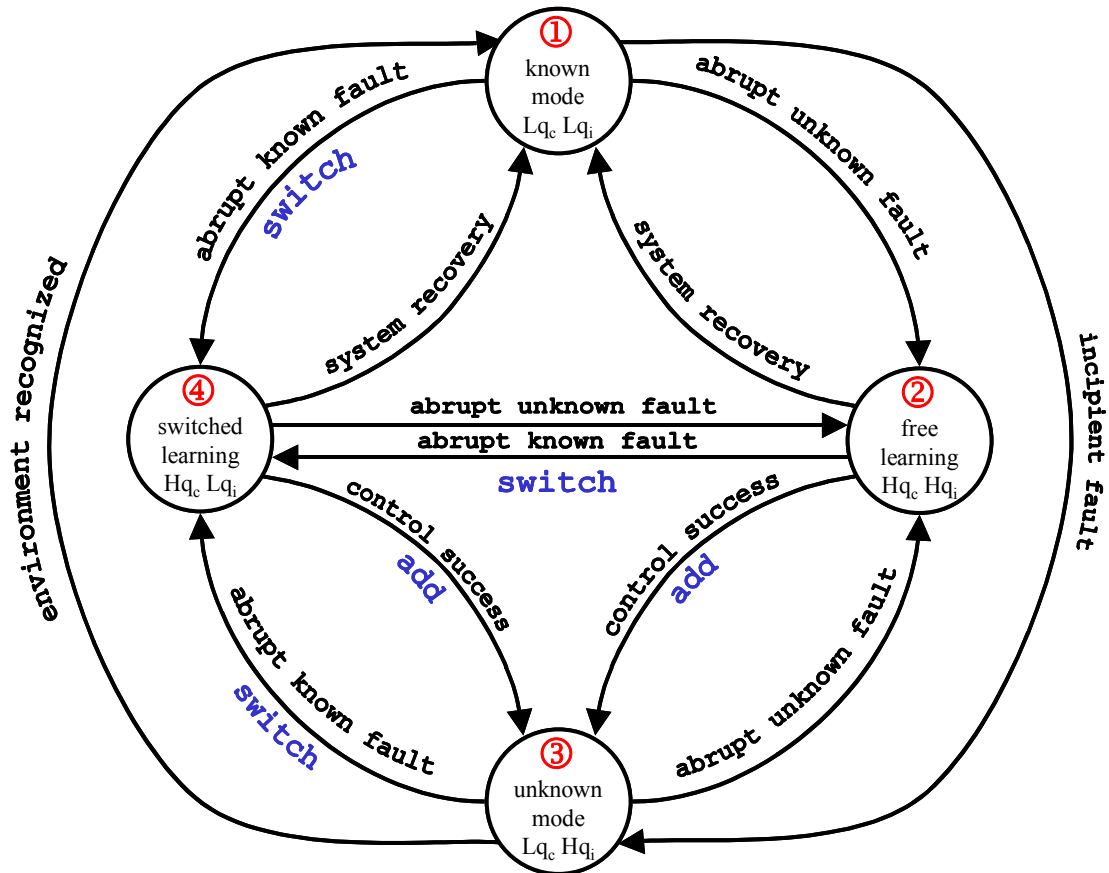 ①
known
mode
Lqc Lqi
abrupt known fault
switch
abrupt unknown fault
system recovery
system recovery
environment recognized
incipient fault
④
switched
learning
Hqc Lqi
abrupt unknown fault
abrupt known fault
switch
②
free
learning
Hqc Hqi
control success
add
control success
add
abrupt known fault
switch
abrupt unknown fault
③
unknown
mode
Lqc Hqi